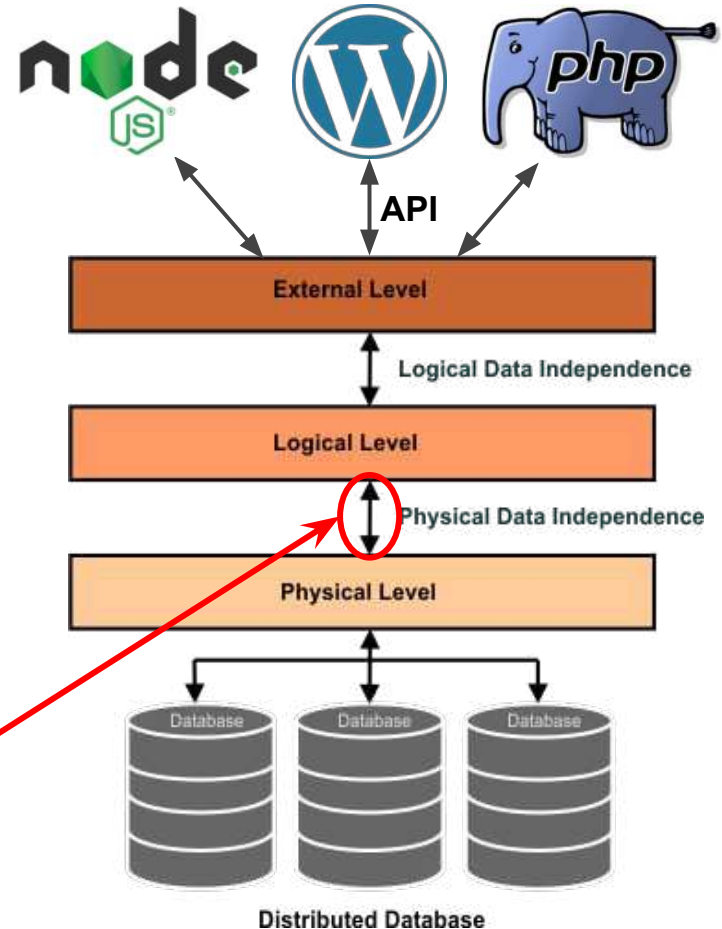 node
JS®
W
php
API
External Level
Logical Data Independence
Logical Level
Physical Data Independence
Physical Level
Database Database Database
Distributed Database